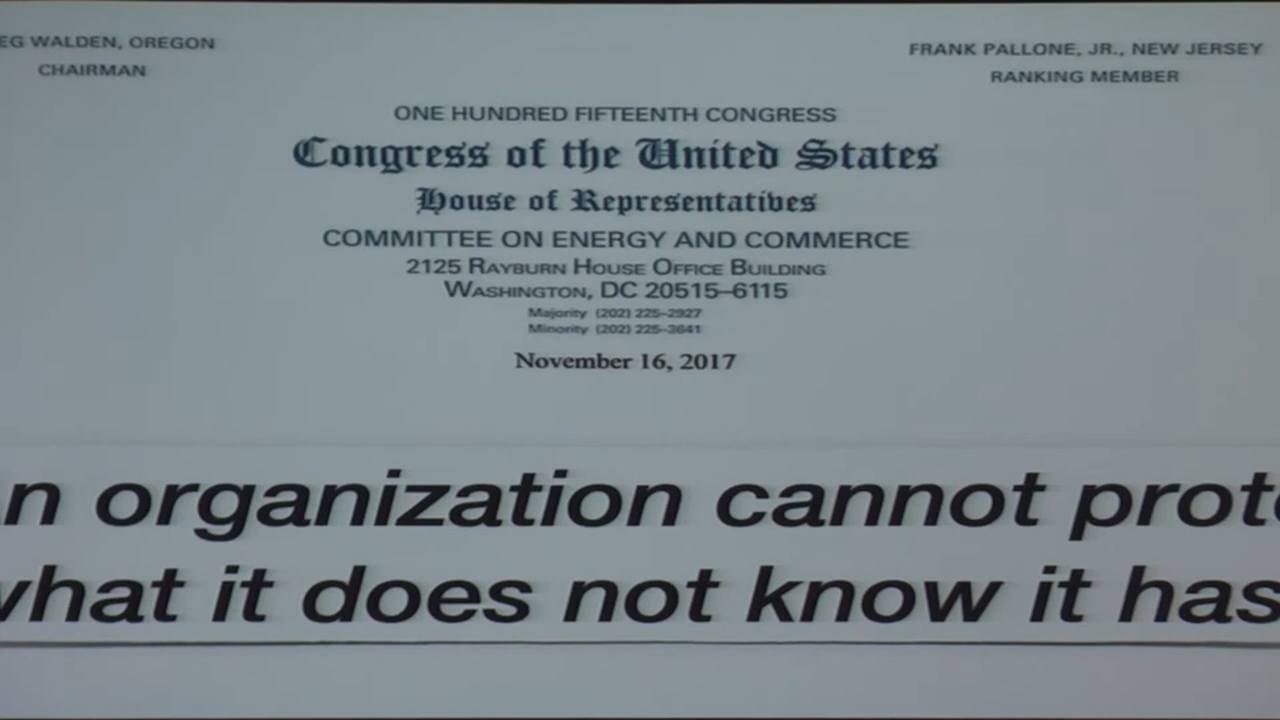 EG WALDEN, OREGON
CHAIRMAN
FRANK PALLONE, JR., NEW JERSEY
RANKING MEMBER
ONE HUNDRED FIFTEENTH CONGRESS
Congress of the United States
House of Representatives
COMMITTEE ON ENERGY AND COMMERCE
2125 RAYBURN HOUSE OFFICE BUILDING
WASHINGTON, DC 20515–6115
Majority (202) 225–2927
Minority (202) 225–3641
November 16, 2017
n organization cannot prote
what it does not know it has